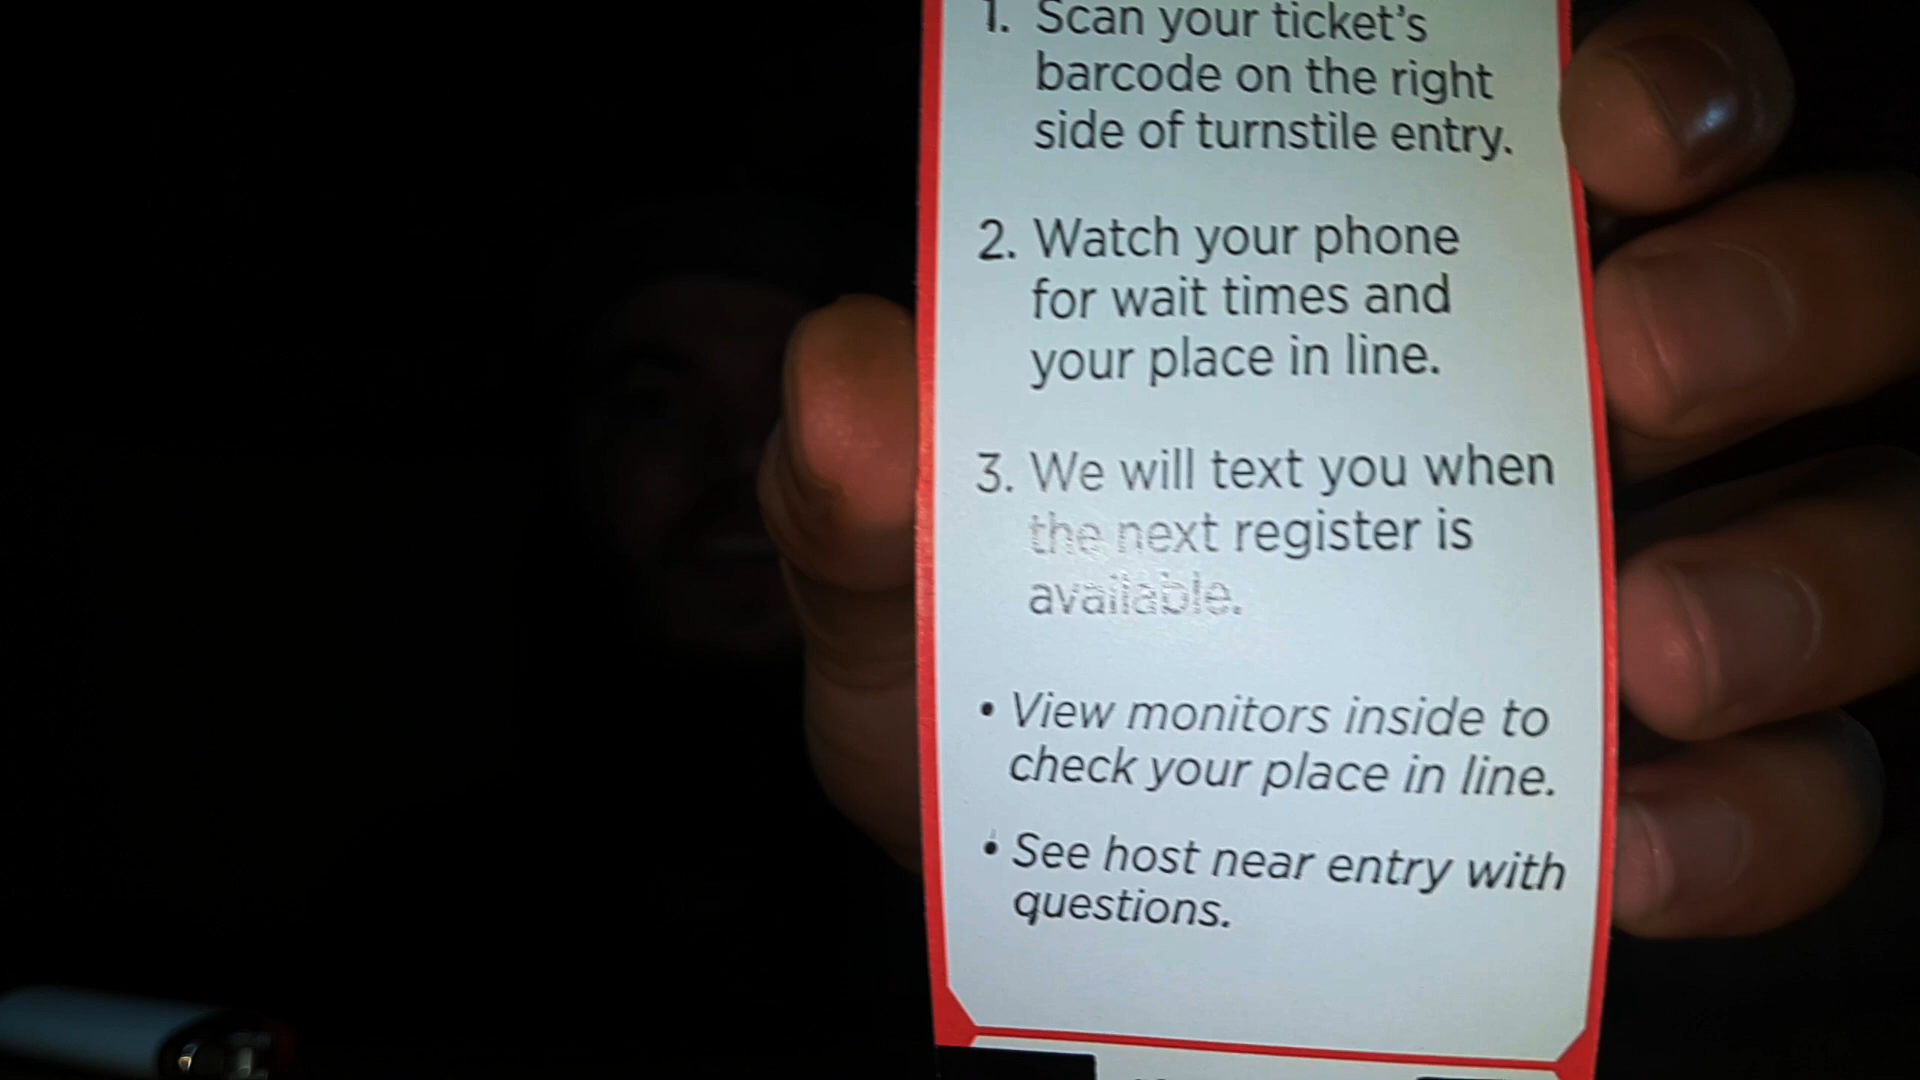 1. Scan your ticket's
barcode on the right
side of turnstile entry.
2. Watch your phone
for wait times and
your place in line.
3. We will text you when
the next register is
available.
• View monitors inside to
check your place in line.
• See host near entry with
questions.